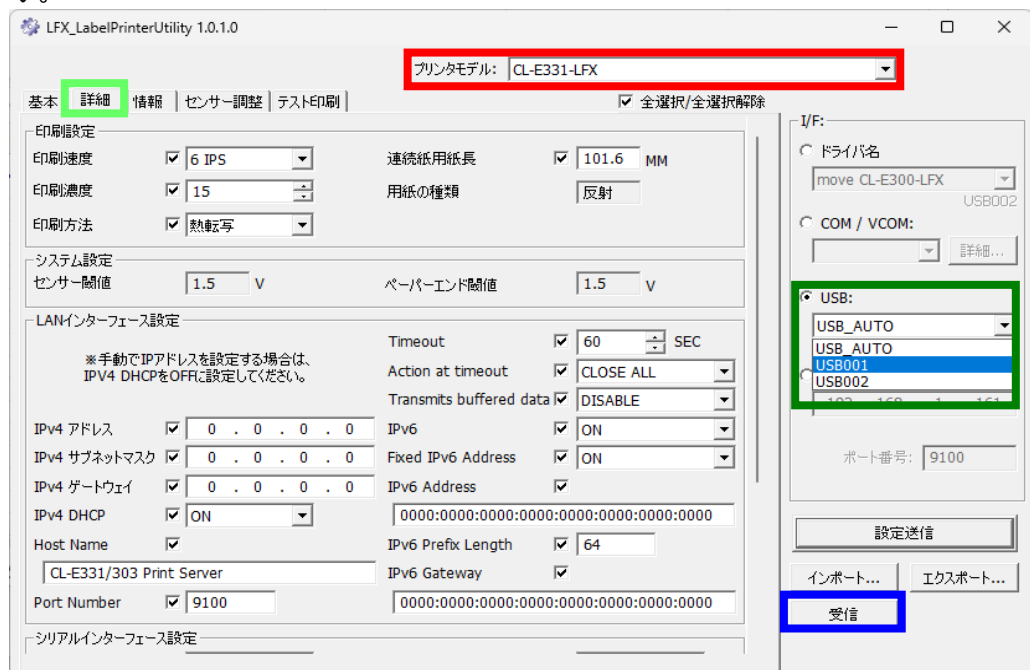 LFX_LabelPrinterUtility 1.0.1.0
プリンタモデル: CL-E331-LFX
基本 詳細 情報 センサー調整 テスト印刷
全選択/全選択解除
印刷設定
印刷速度 6 IPS 連続紙用紙長 101.6 MM
印刷濃度 15 用紙の種類 反射
印刷方法 熱転写
システム設定
センサー閾値 1.5 V ペーパーエンド閾値 1.5 V
LANインターフェース設定
※手動でIPアドレスを設定する場合は、
IPV4 DHCPをOFFに設定してください。
Timeout 60 SEC
Action at timeout CLOSE ALL
Transmits buffered data DISABLE
IPv4 アドレス 0 . 0 . 0 . 0 IPv6 ON
IPv4 サブネットマスク 0 . 0 . 0 . 0 Fixed IPv6 Address ON
IPv4 ゲートウェイ 0 . 0 . 0 . 0 IPv6 Address
IPv4 DHCP ON 0000:0000:0000:0000:0000:0000:0000:0000
Host Name IPv6 Prefix Length 64
CL-E331/303 Print Server IPv6 Gateway
Port Number 9100 0000:0000:0000:0000:0000:0000:0000:0000
シリアルインターフェース設定
I/F:
ドライバ名
move CL-E300-LFX
USB002
COM / VCOM:
詳細...
USB:
USB_AUTO
USB_AUTO
USB001
USB002
ポート番号: 9100
設定送信
インポート... エクスポート...
受信